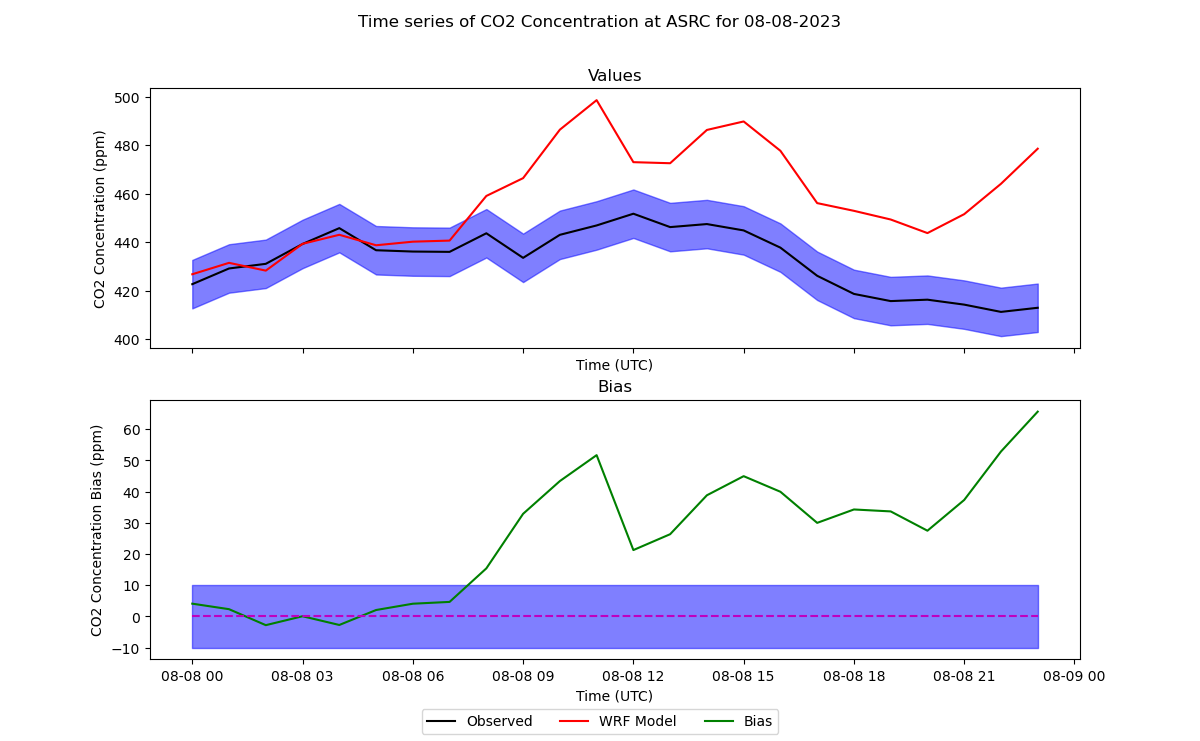 Time series of CO2 Concentration at ASRC for 08-08-2023
Values
CO2 Concentration (ppm)
500
480
460
440
420
400
Time (UTC)
Bias
CO2 Concentration Bias (ppm)
60
50
40
30
20
10
0
−10
08-08 00 08-08 03 08-08 06 08-08 09 08-08 12 08-08 15 08-08 18 08-08 21 08-09 00
Time (UTC)
Observed WRF Model Bias